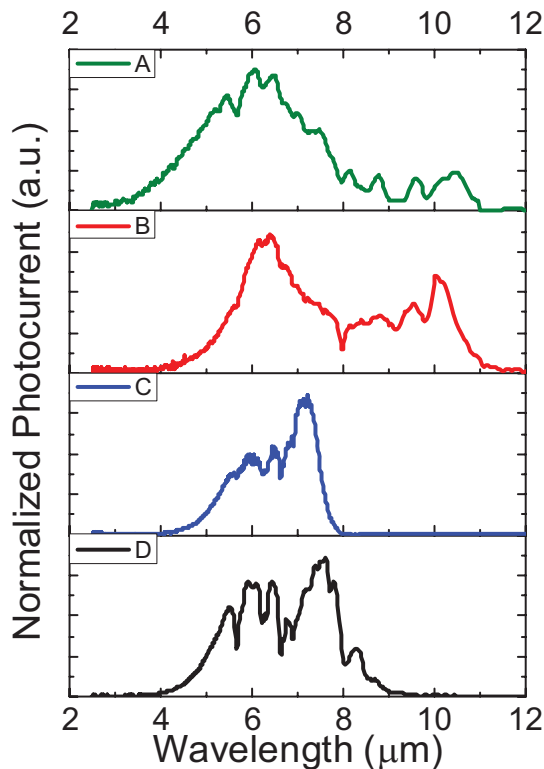 2 4 6 8 10 12
A
B
C
D
Normalized Photocurrent (a.u.)
2 4 6 8 10 12
Wavelength (μm)